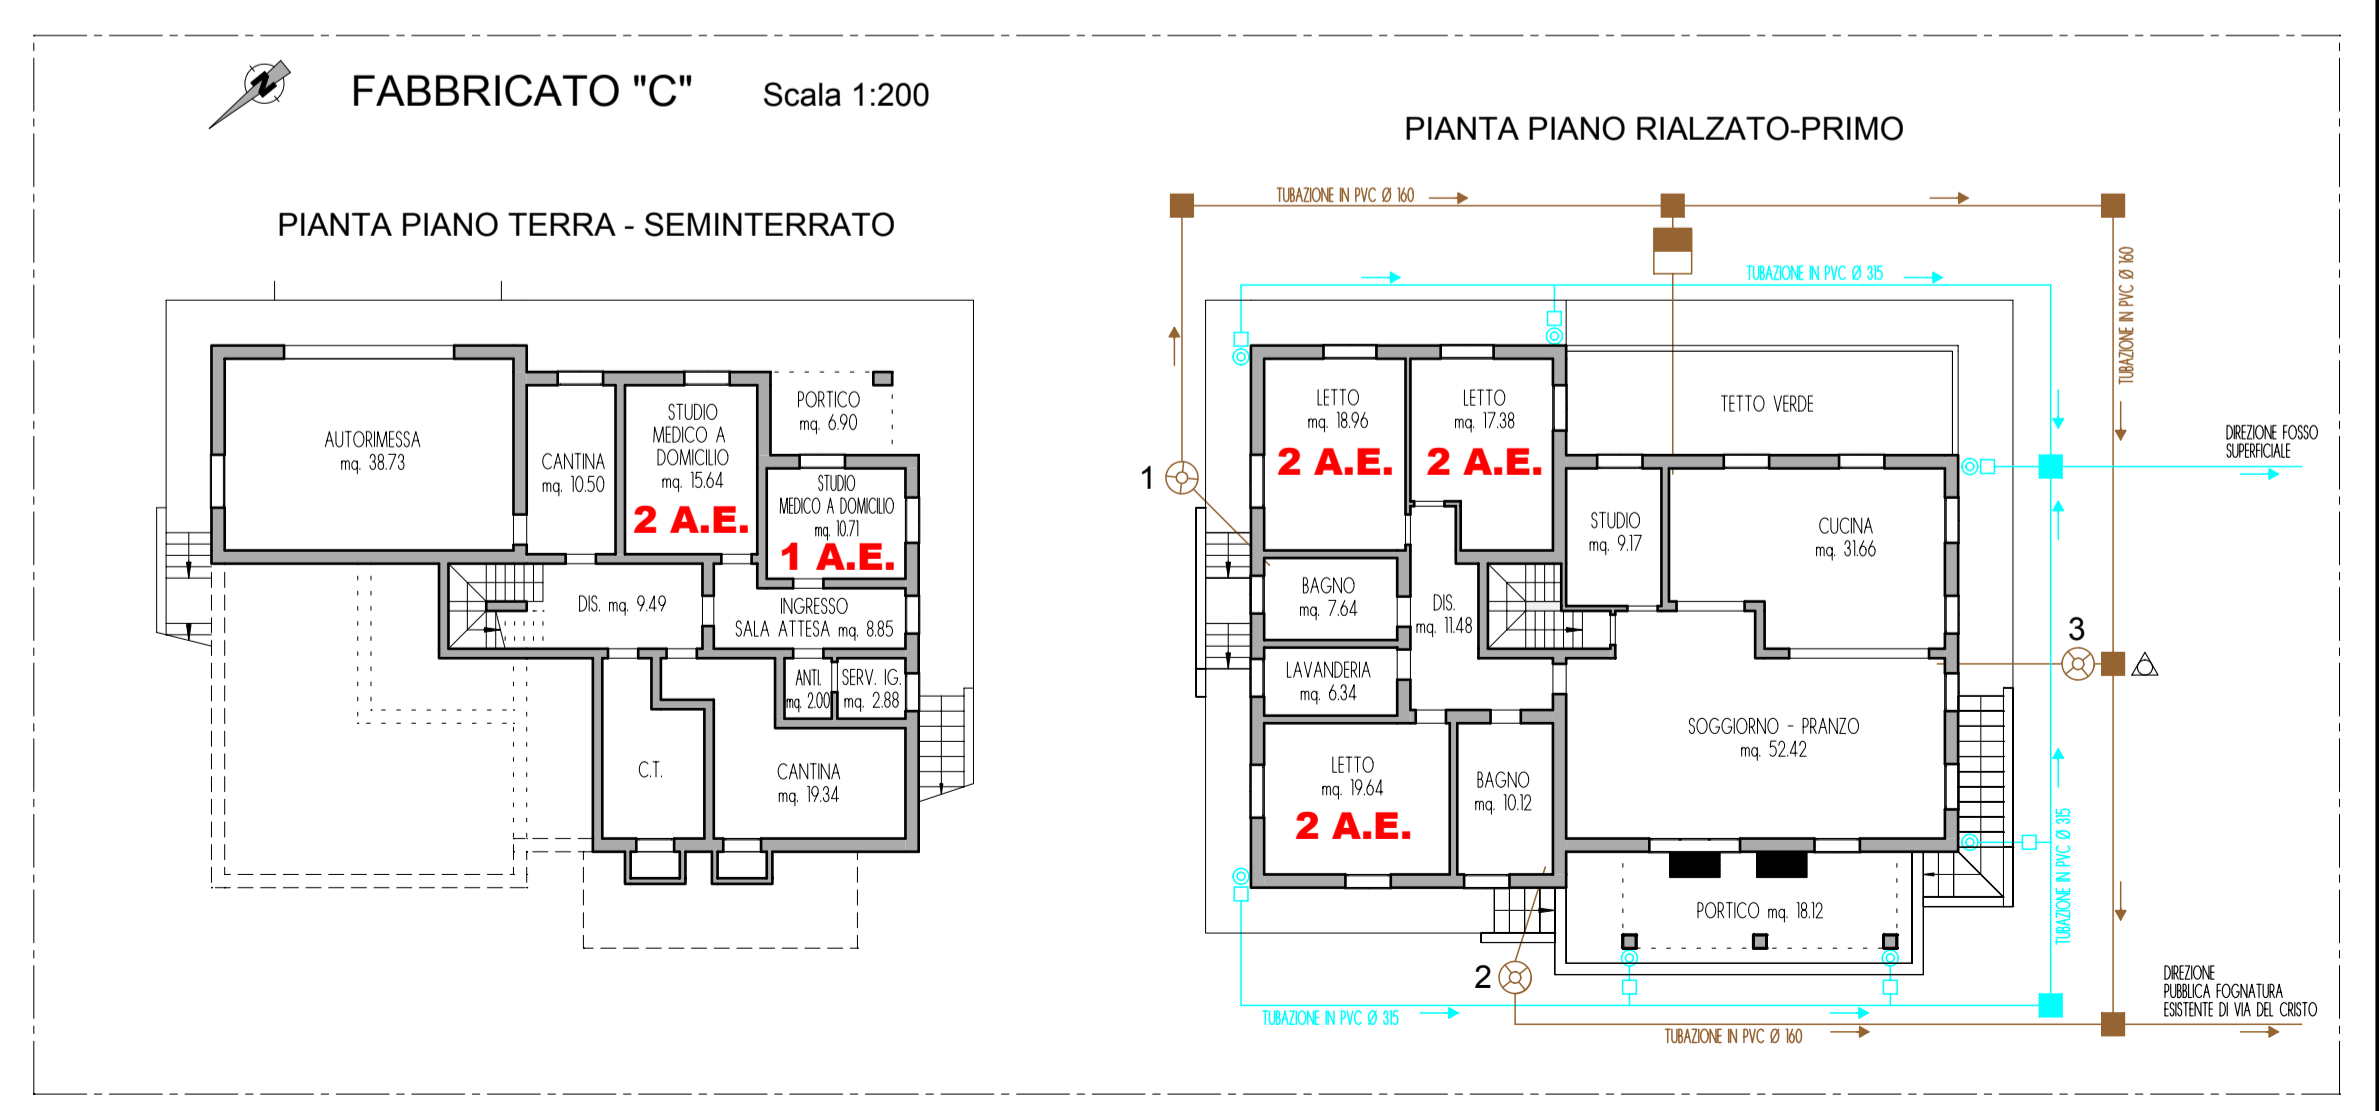 N
FABBRICATO "C" Scala 1:200
PIANTA PIANO TERRA - SEMINTERRATO
AUTORIMESSA
mq. 38.73
CANTINA
mq. 10.50
STUDIO
MEDICO A
DOMICILIO
mq. 15.64
2 A.E.
PORTICO
mq. 6.90
STUDIO
MEDICO A DOMICILIO
mq. 10.71
1 A.E.
DIS. mq. 9.49
INGRESSO
SALA ATTESA mq. 8.85
ANTI.
mq. 2.00
SERV. IG.
mq. 2.88
C.T.
CANTINA
mq. 19.34
PIANTA PIANO RIALZATO-PRIMO
TUBAZIONE IN PVC Ø 160
TUBAZIONE IN PVC Ø 315
TUBAZIONE IN PVC Ø 160
1
LETTO
mq. 18.96
2 A.E.
LETTO
mq. 17.38
2 A.E.
TETTO VERDE
DIREZIONE FOSSO
SUPERFICIALE
STUDIO
mq. 9.17
CUCINA
mq. 31.66
BAGNO
mq. 7.64
DIS.
mq. 11.48
3
LAVANDERIA
mq. 6.34
SOGGIORNO - PRANZO
mq. 52.42
LETTO
mq. 19.64
2 A.E.
BAGNO
mq. 10.12
TUBAZIONE IN PVC Ø 315
PORTICO mq. 18.12
2
DIREZIONE
PUBBLICA FOGNATURA
ESISTENTE DI VIA DEL CRISTO
TUBAZIONE IN PVC Ø 315
TUBAZIONE IN PVC Ø 160